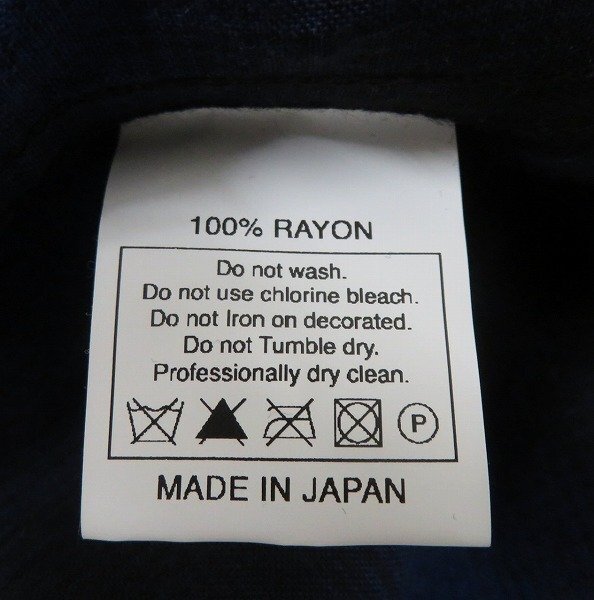 100% RAYON
Do not wash.
Do not use chlorine bleach.
Do not Iron on decorated.
Do not Tumble dry.
Professionally dry clean.
P
MADE IN JAPAN